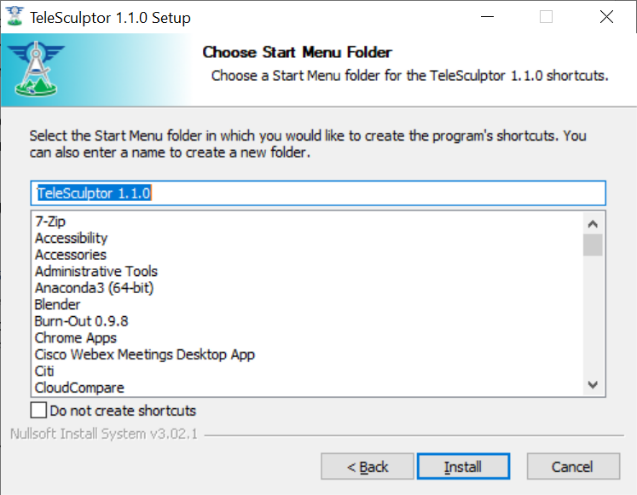 TeleSculptor 1.1.0 Setup
Choose Start Menu Folder
Choose a Start Menu folder for the TeleSculptor 1.1.0 shortcuts.
Select the Start Menu folder in which you would like to create the program's shortcuts. You
can also enter a name to create a new folder.
TeleSculptor 1.1.0
7-Zip
Accessibility
Accessories
Administrative Tools
Anaconda3 (64-bit)
Blender
Burn-Out 0.9.8
Chrome Apps
Cisco Webex Meetings Desktop App
Citi
CloudCompare
Do not create shortcuts
Nullsoft Install System v3.02.1
< Back
Install
Cancel